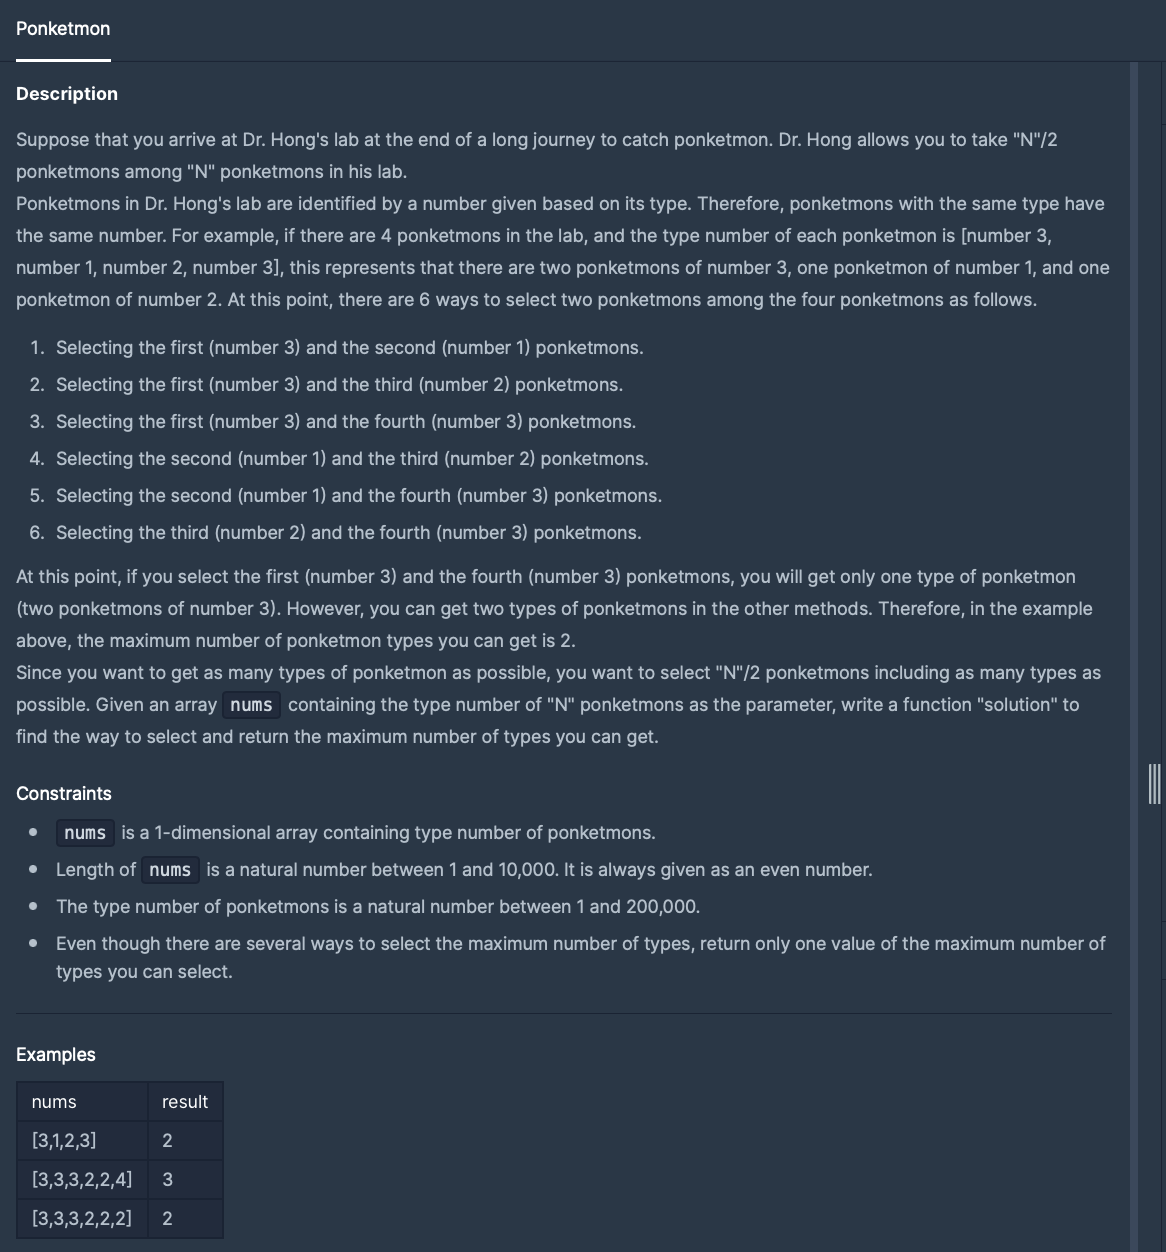 Ponketmon
Description
Suppose that you arrive at Dr. Hong's lab at the end of a long journey to catch ponketmon. Dr. Hong allows you to take "N"/2
ponketmons among "N" ponketmons in his lab.
Ponketmons in Dr. Hong's lab are identified by a number given based on its type. Therefore, ponketmons with the same type have
the same number. For example, if there are 4 ponketmons in the lab, and the type number of each ponketmon is [number 3,
number 1, number 2, number 3], this represents that there are two ponketmons of number 3, one ponketmon of number 1, and one
ponketmon of number 2. At this point, there are 6 ways to select two ponketmons among the four ponketmons as follows.
1. Selecting the first (number 3) and the second (number 1) ponketmons.
2. Selecting the first (number 3) and the third (number 2) ponketmons.
3. Selecting the first (number 3) and the fourth (number 3) ponketmons.
4. Selecting the second (number 1) and the third (number 2) ponketmons.
5. Selecting the second (number 1) and the fourth (number 3) ponketmons.
6. Selecting the third (number 2) and the fourth (number 3) ponketmons.
At this point, if you select the first (number 3) and the fourth (number 3) ponketmons, you will get only one type of ponketmon
(two ponketmons of number 3). However, you can get two types of ponketmons in the other methods. Therefore, in the example
above, the maximum number of ponketmon types you can get is 2.
Since you want to get as many types of ponketmon as possible, you want to select "N"/2 ponketmons including as many types as
possible. Given an array nums containing the type number of "N" ponketmons as the parameter, write a function "solution" to
find the way to select and return the maximum number of types you can get.
Constraints
• nums is a 1-dimensional array containing type number of ponketmons.
• Length of nums is a natural number between 1 and 10,000. It is always given as an even number.
• The type number of ponketmons is a natural number between 1 and 200,000.
• Even though there are several ways to select the maximum number of types, return only one value of the maximum number of
types you can select.
Examples
nums result
[3,1,2,3] 2
[3,3,3,2,2,4] 3
[3,3,3,2,2,2] 2